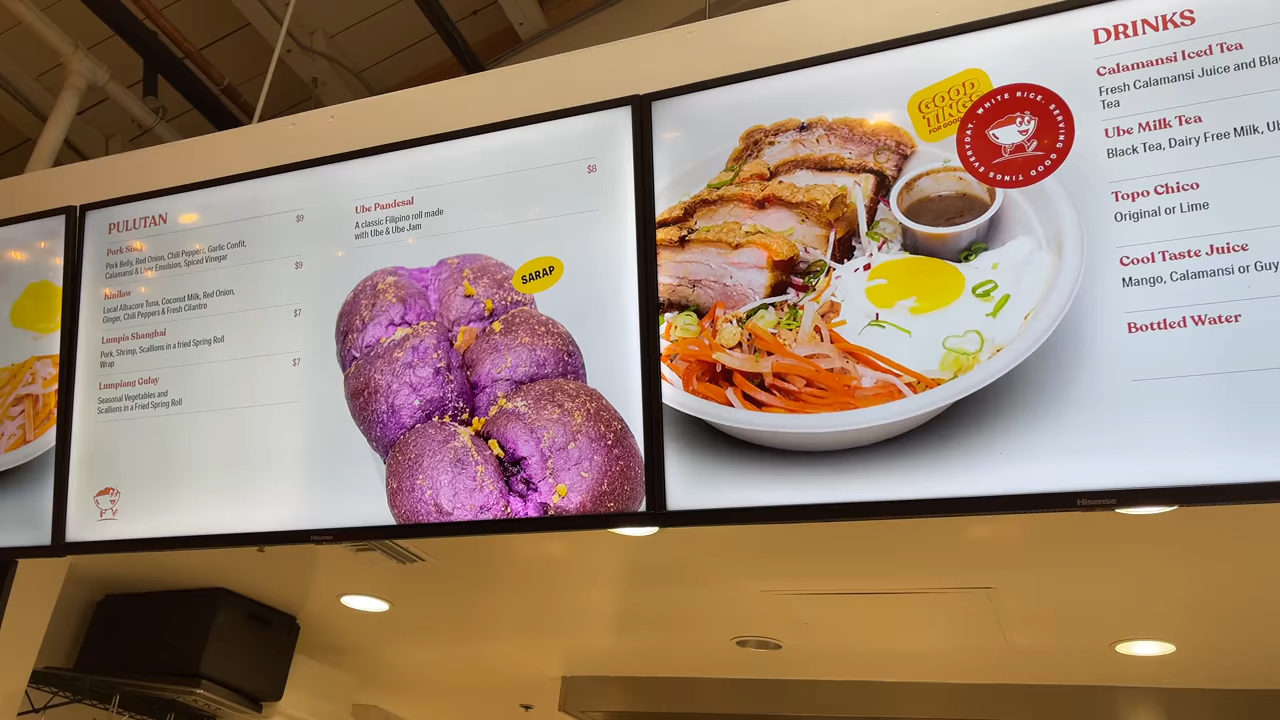 PULUTAN
Pork Sisig $9
Pork Belly, Red Onion, Chili Peppers, Garlic Confit,
Calamansi & Liver Emulsion, Spiced Vinegar
Kinilaw $9
Local Albacore Tuna, Coconut Milk, Red Onion,
Ginger, Chili Peppers & Fresh Cilantro
Lumpia Shanghai $7
Pork, Shrimp, Scallions in a fried Spring Roll
Wrap
Lumpiang Gulay $7
Seasonal Vegetables and
Scallions in a Fried Spring Roll
Ube Pandesal $8
A classic Filipino roll made
with Ube & Ube Jam
SARAP
Hisense
GOOD
TINGS
FOR
WHITE RICE. SERVING GOOD TINGS EVERYDAY.
DRINKS
Calamansi Iced Tea
Fresh Calamansi Juice and
Tea
Ube Milk Tea
Black Tea, Dairy Free Milk,
Topo Chico
Original or Lime
Cool Taste Juice
Mango, Calamansi or
Bottled Water
Hisense